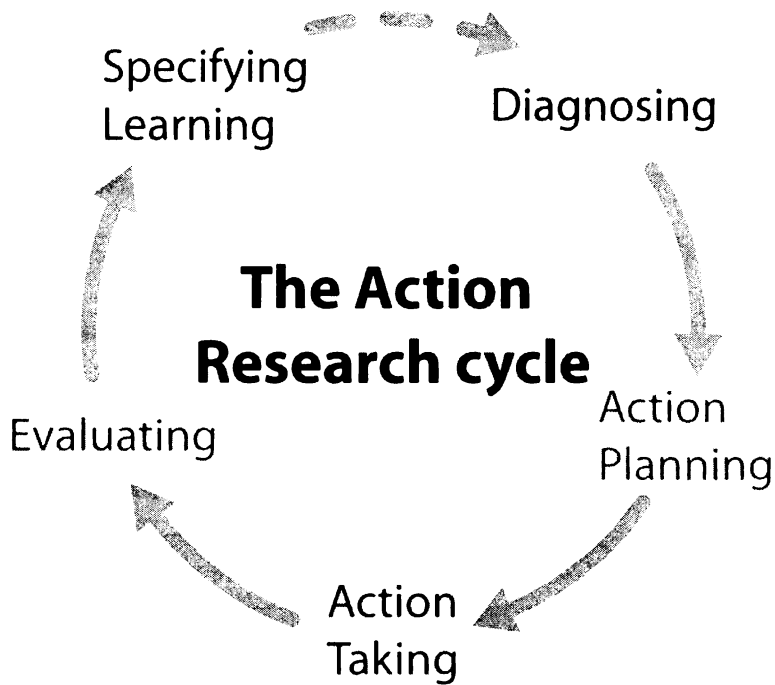 Specifying
Learning
Diagnosing
The Action
Research cycle
Action
Planning
Evaluating
Action
Taking